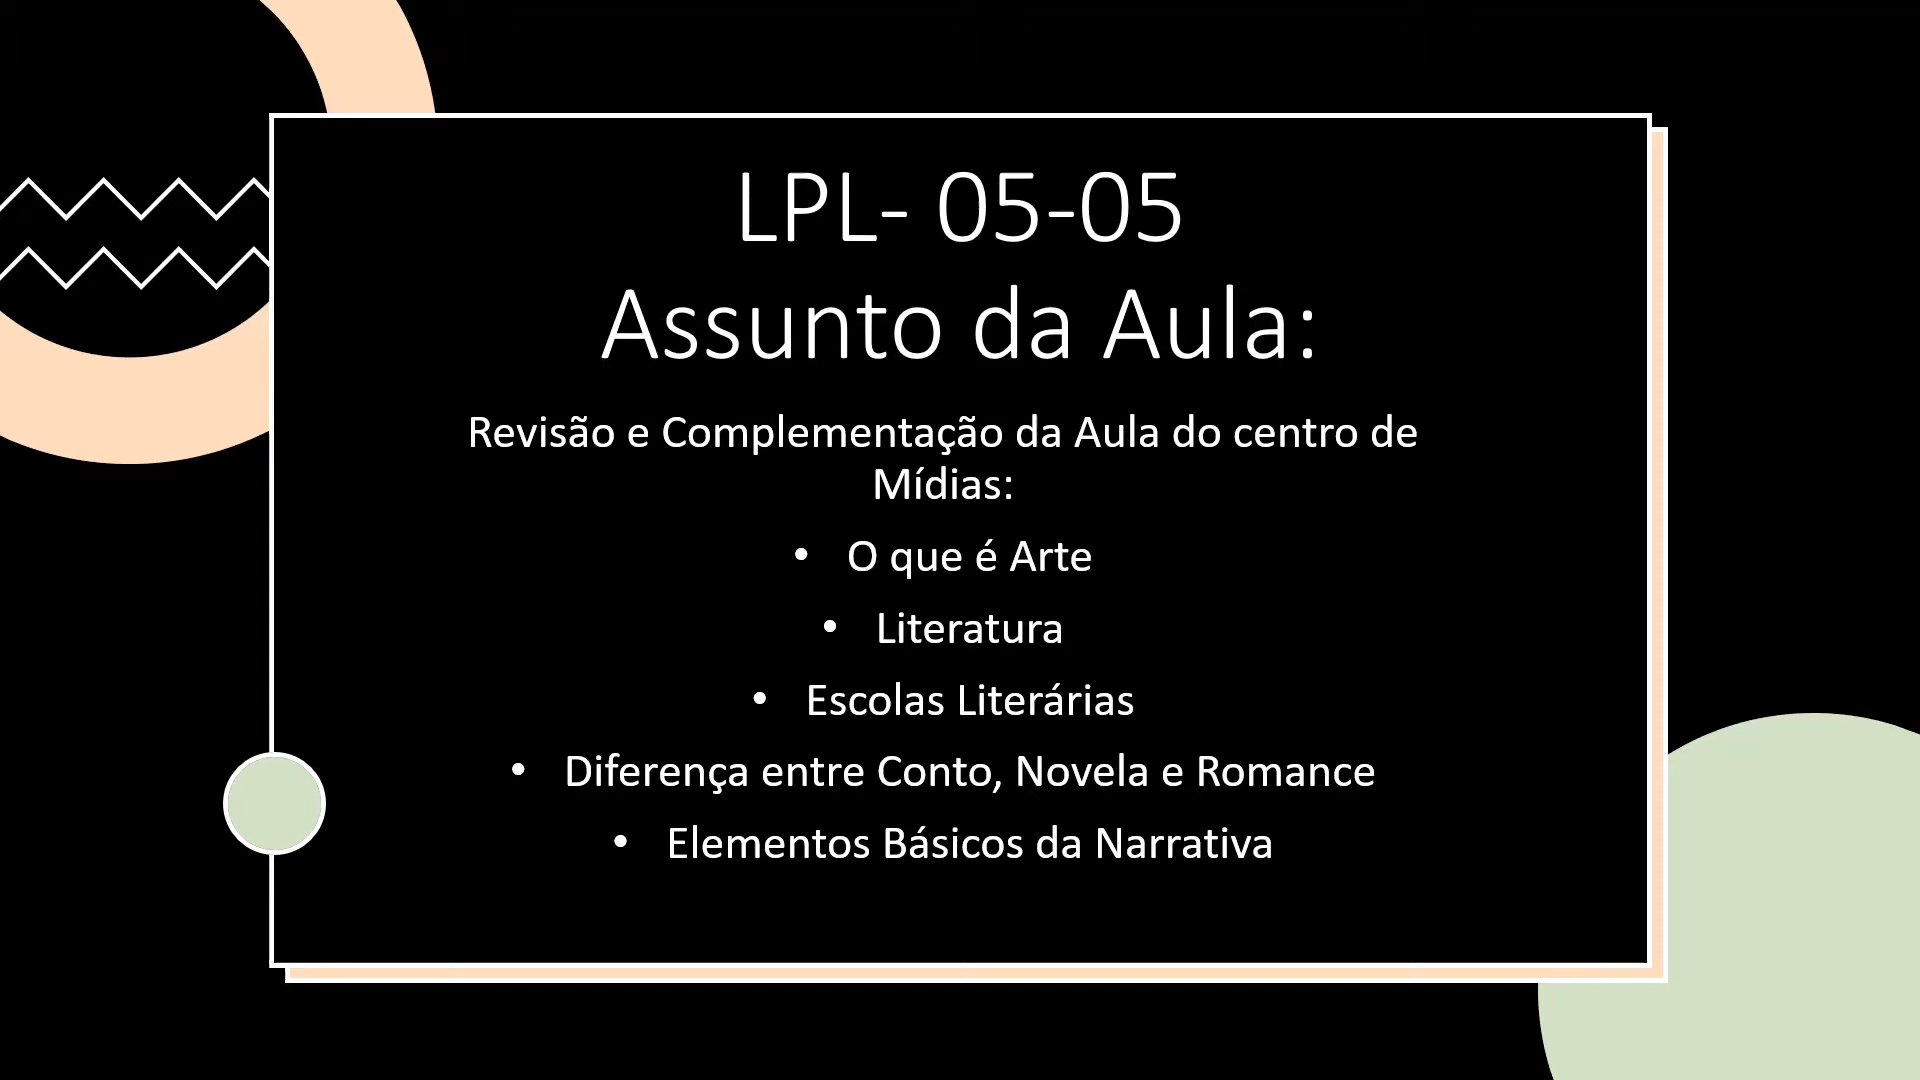 LPL- 05-05
Assunto da Aula:
Revisão e Complementação da Aula do centro de
Mídias:
• O que é Arte
• Literatura
• Escolas Literárias
• Diferença entre Conto, Novela e Romance
• Elementos Básicos da Narrativa